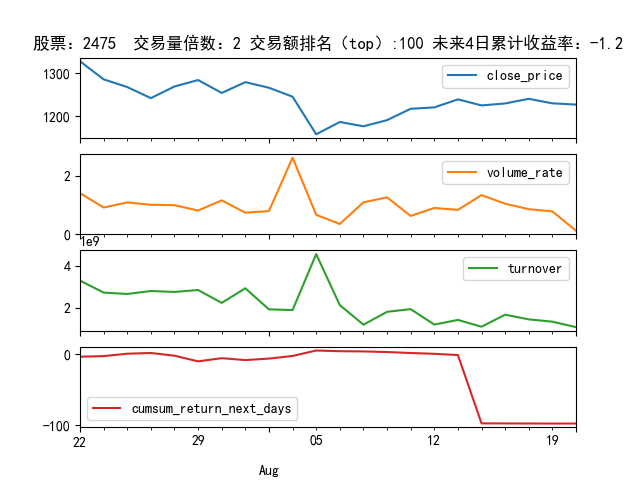 股票：2475  交易量倍数：2 交易额排名（top）:100 未来4日累计收益率：-1.2
1300
1200
close_price
2
0
volume_rate
1e9
4
2
turnover
0
-100
cumsum_return_next_days
22 29 05 12 19
Aug